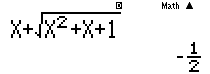 D Math ▲
X+√X²+X+1
-1/2